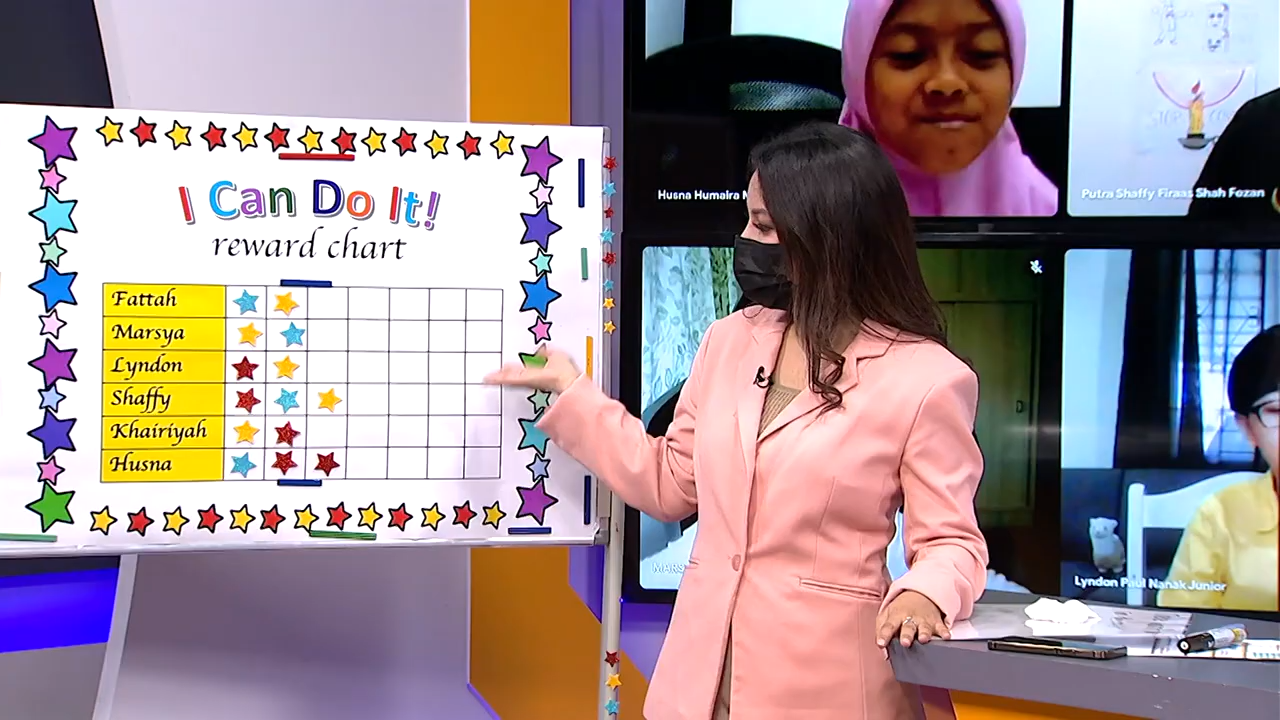 I Can Do It!
reward chart
Fattah
Marsya
Lyndon
Shaffy
Khairiyah
Husna
Husna Humaira
Putra Shaffy Firaas Shah Fezan
STOP
Lyndon Paul Nanak Junior